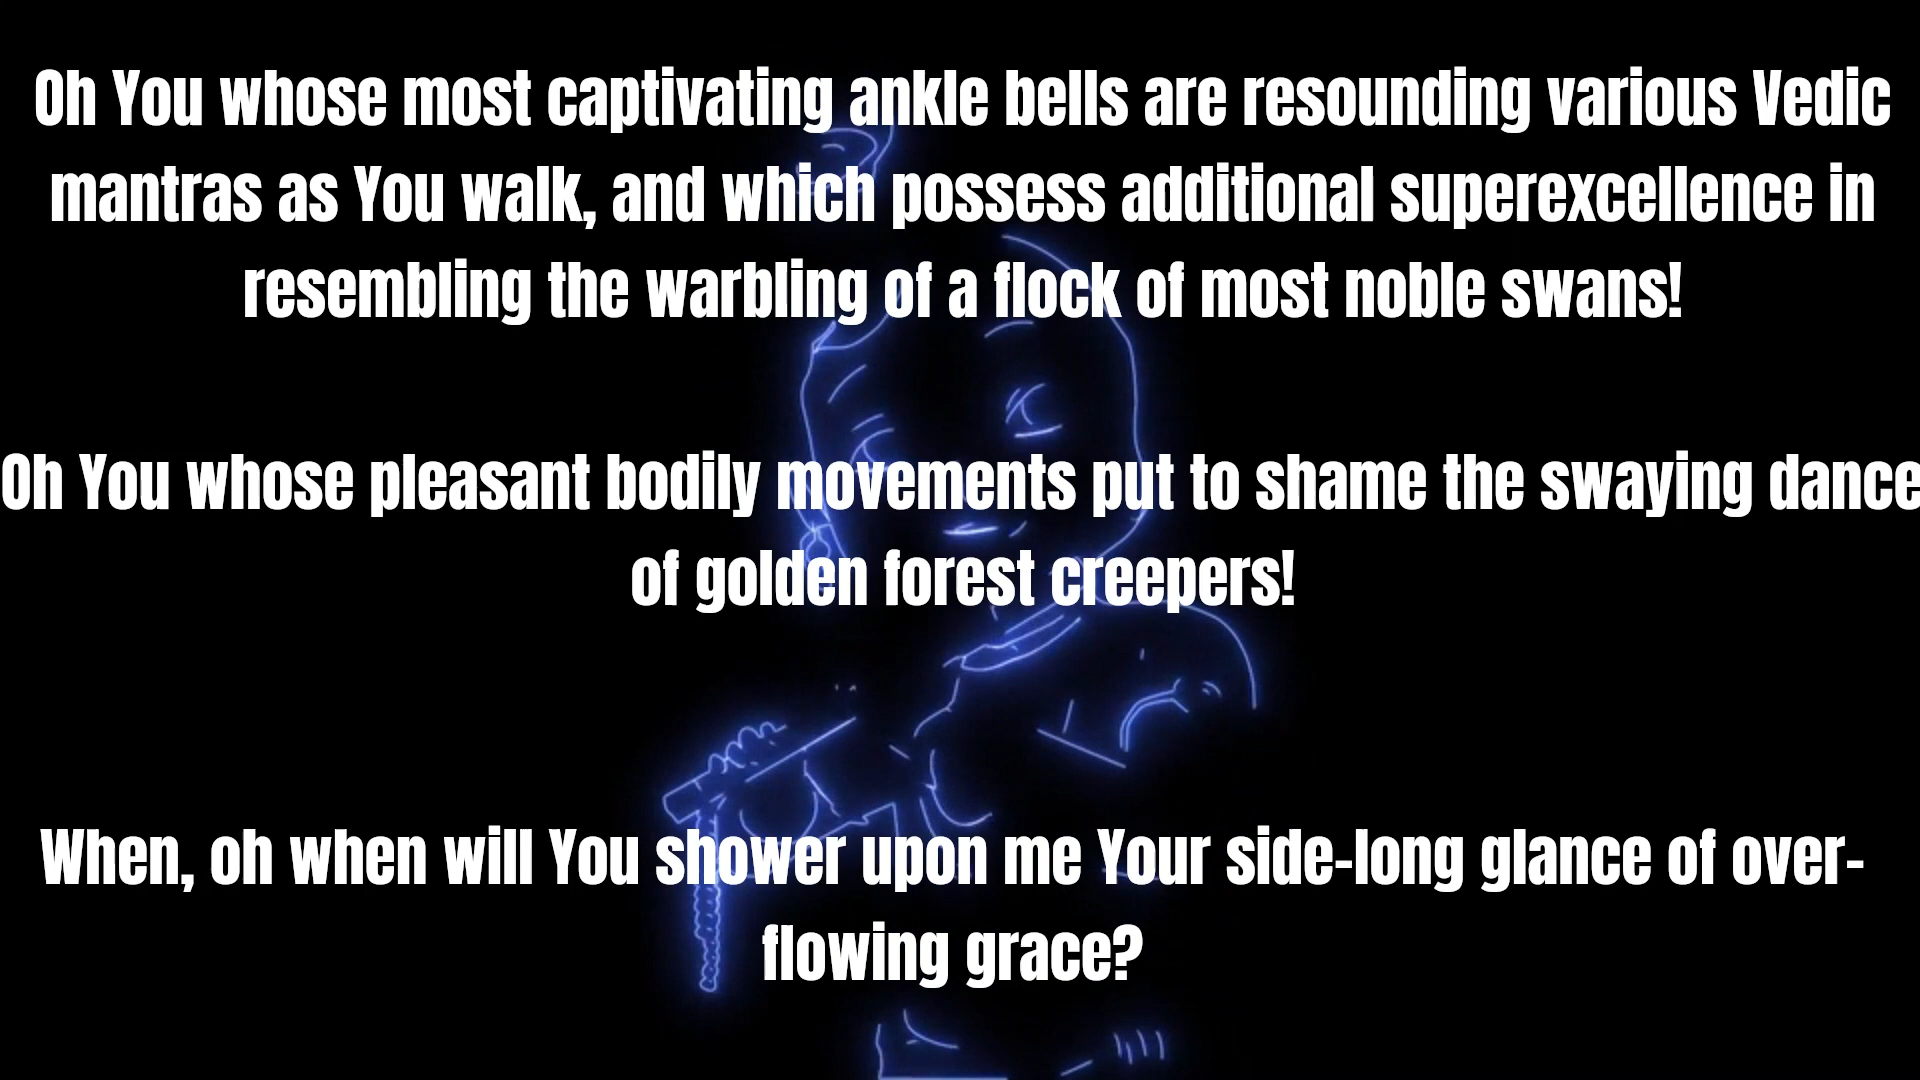 Oh You whose most captivating ankle bells are resounding various Vedic
mantras as You walk, and which possess additional superexcellence in
resembling the warbling of a flock of most noble swans!
Oh You whose pleasant bodily movements put to shame the swaying dance
of golden forest creepers!
When, oh when will You shower upon me Your side-long glance of over-
flowing grace?